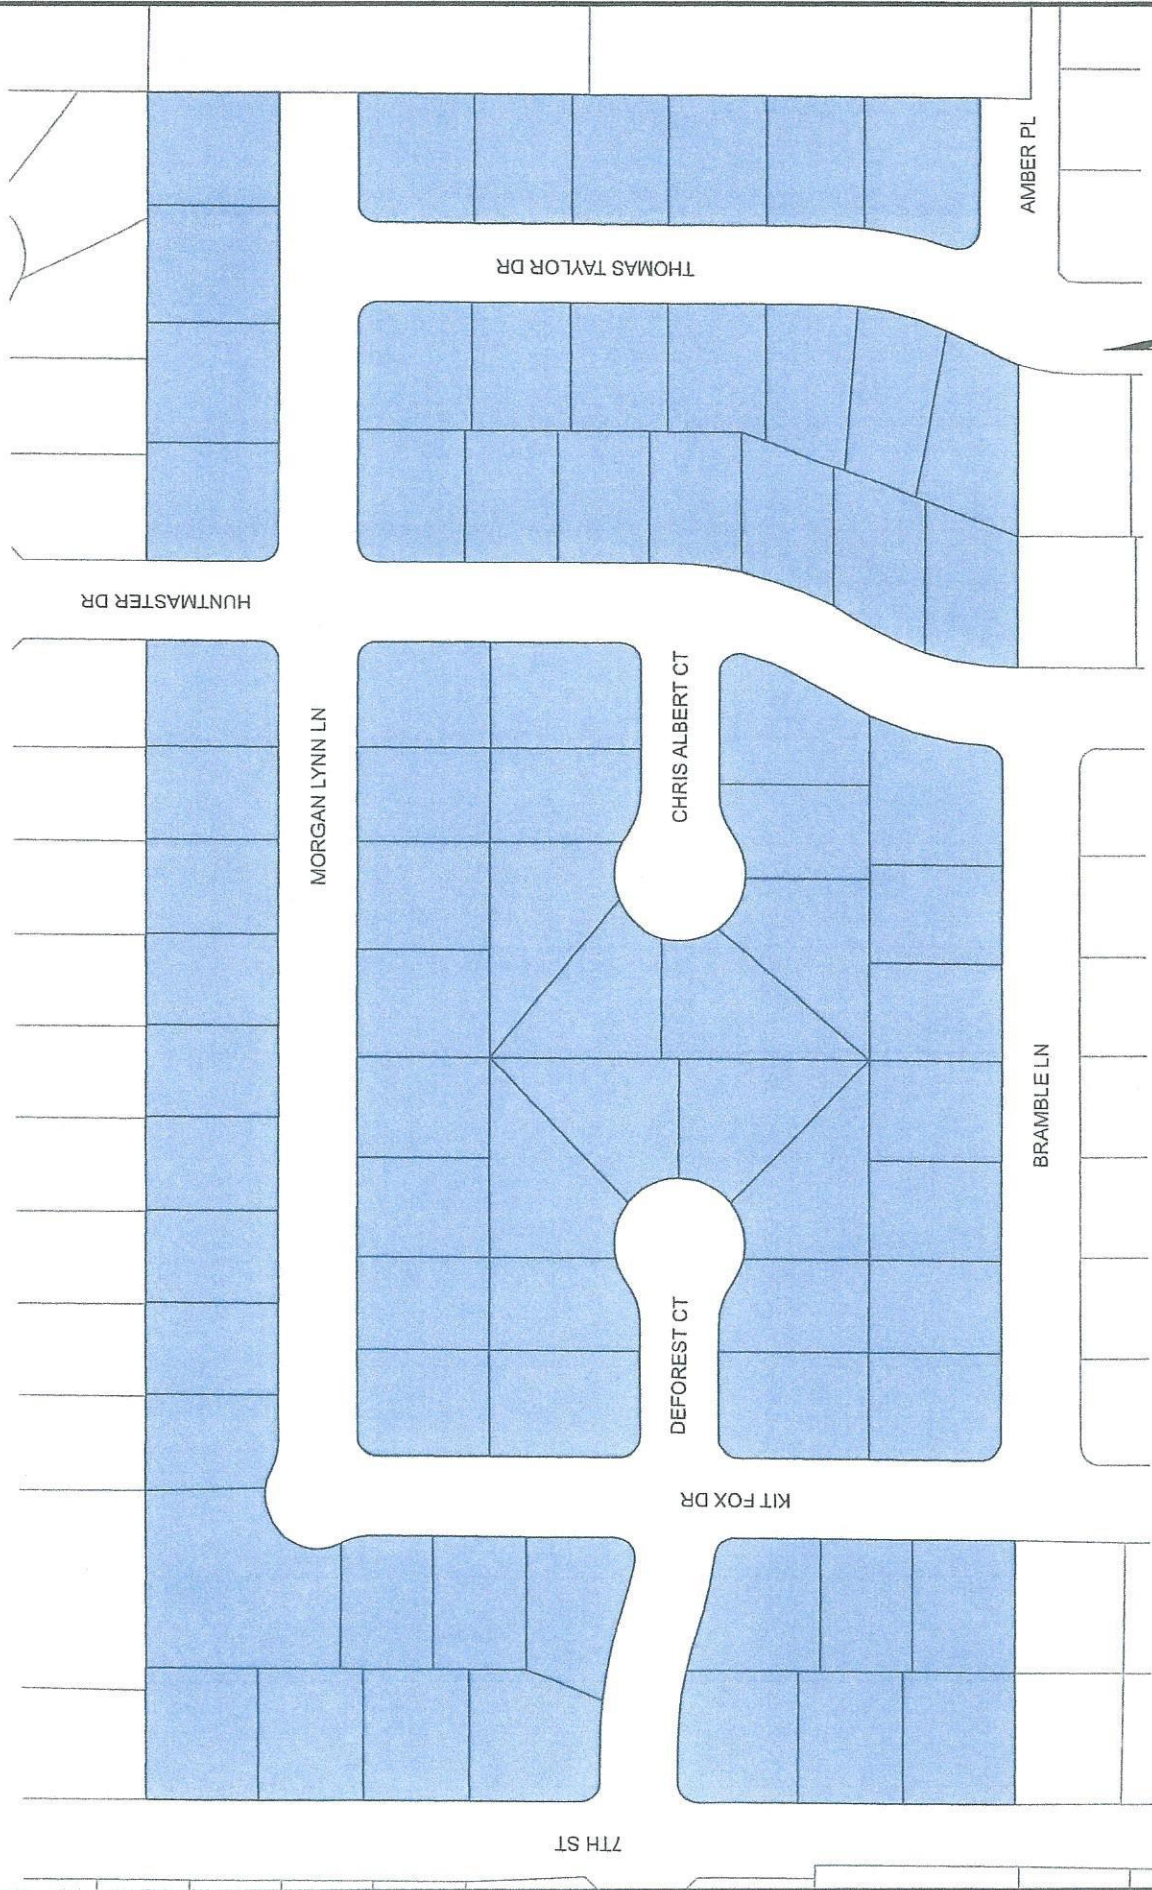 AMBER PL
THOMAS TAYLOR DR
HUNTMASTER DR
MORGAN LYNN LN
CHRIS ALBERT CT
BRAMBLE LN
DEFOREST CT
KIT FOX DR
7TH ST